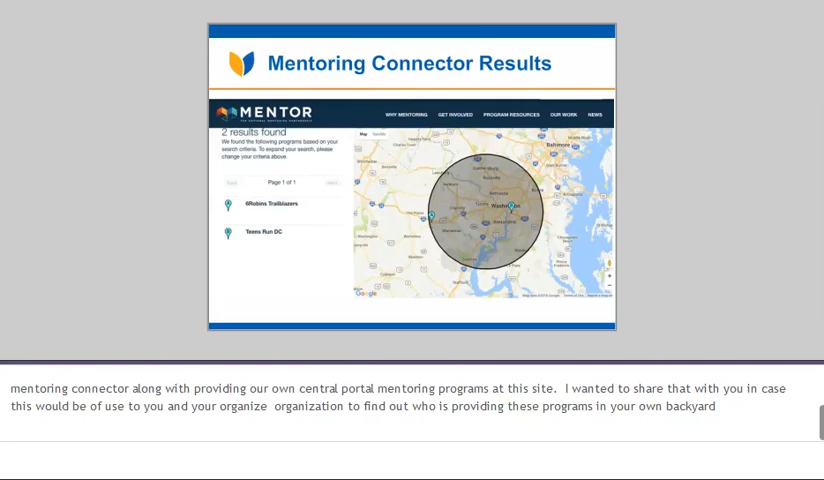 Mentoring Connector Results
MENTOR
WHY MENTORING GET INVOLVED PROGRAM RESOURCES OUR WORK NEWS
2 results found
We found the following programs based on your
search criteria. To expand your search, please
change your criteria above.
Page 1 of 1
6Robins Trailblazers
Teens Run DC
Map
Baltimore
Washington
Google
mentoring connector along with providing our own central portal mentoring programs at this site.  I wanted to share that with you in case
this would be of use to you and your organize  organization to find out who is providing these programs in your own backyard